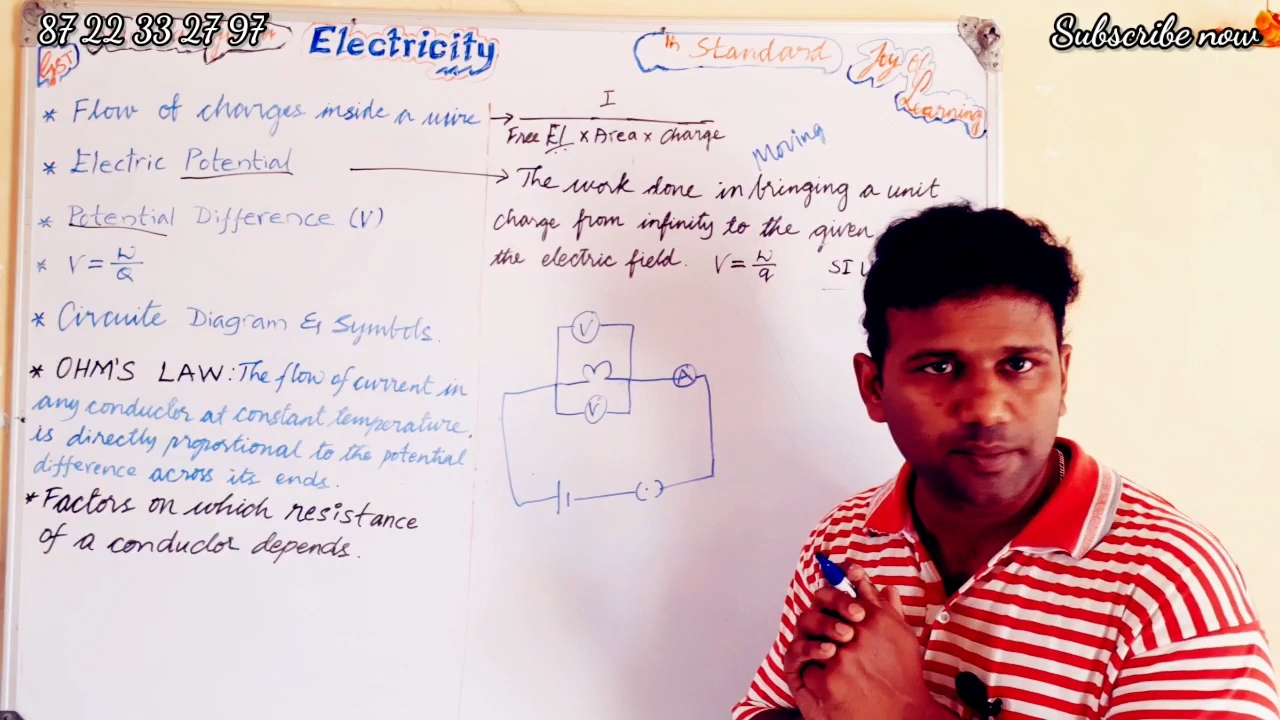 87 22 33 27 97
Subscribe now
GST
Electricity
th Standard
Joy of
Learning
* Flow of charges inside a wire →
I
Free El × Area × charge
* Electric Potential →
Moving
The work done in bringing a unit
charge from infinity to the given
the electric field. V = W/q SI U
* Potential Difference (V)
* V = W/Q
* Circuite Diagram & Symbols.
* OHM'S LAW: The flow of current in
any conductor at constant temperature.
is directly proportional to the potential
difference across its ends.
* Factors on which resistance
of a conductor depends.
V
A
V